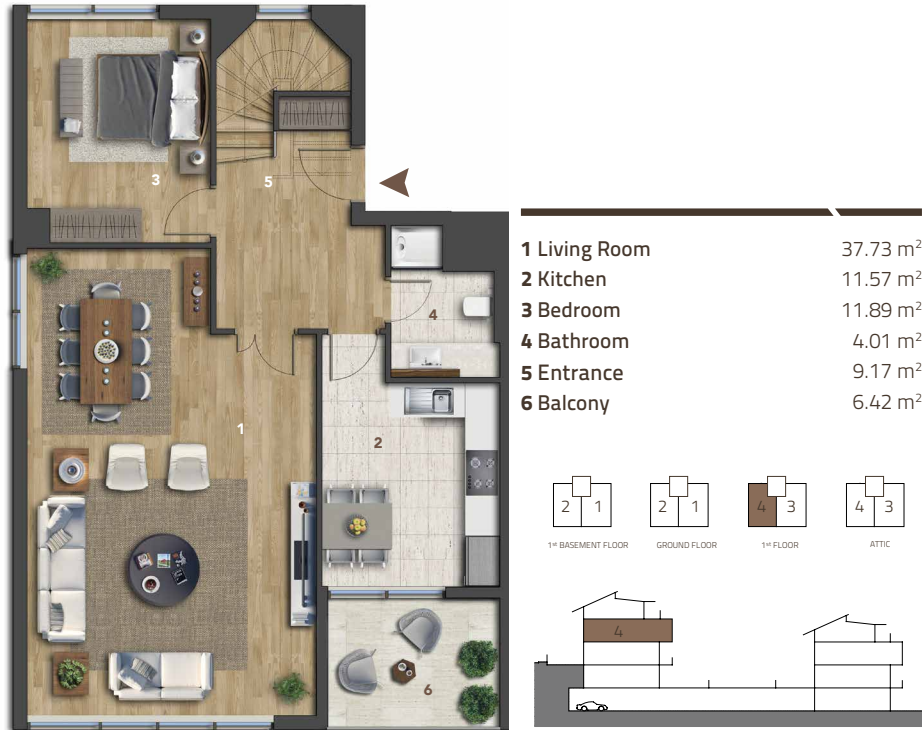 3
5
4
1
2
6
1 Living Room 37.73 m²
2 Kitchen 11.57 m²
3 Bedroom 11.89 m²
4 Bathroom 4.01 m²
5 Entrance 9.17 m²
6 Balcony 6.42 m²
2 1
2 1
4 3
4 3
1st BASEMENT FLOOR
GROUND FLOOR
1st FLOOR
ATTIC
4